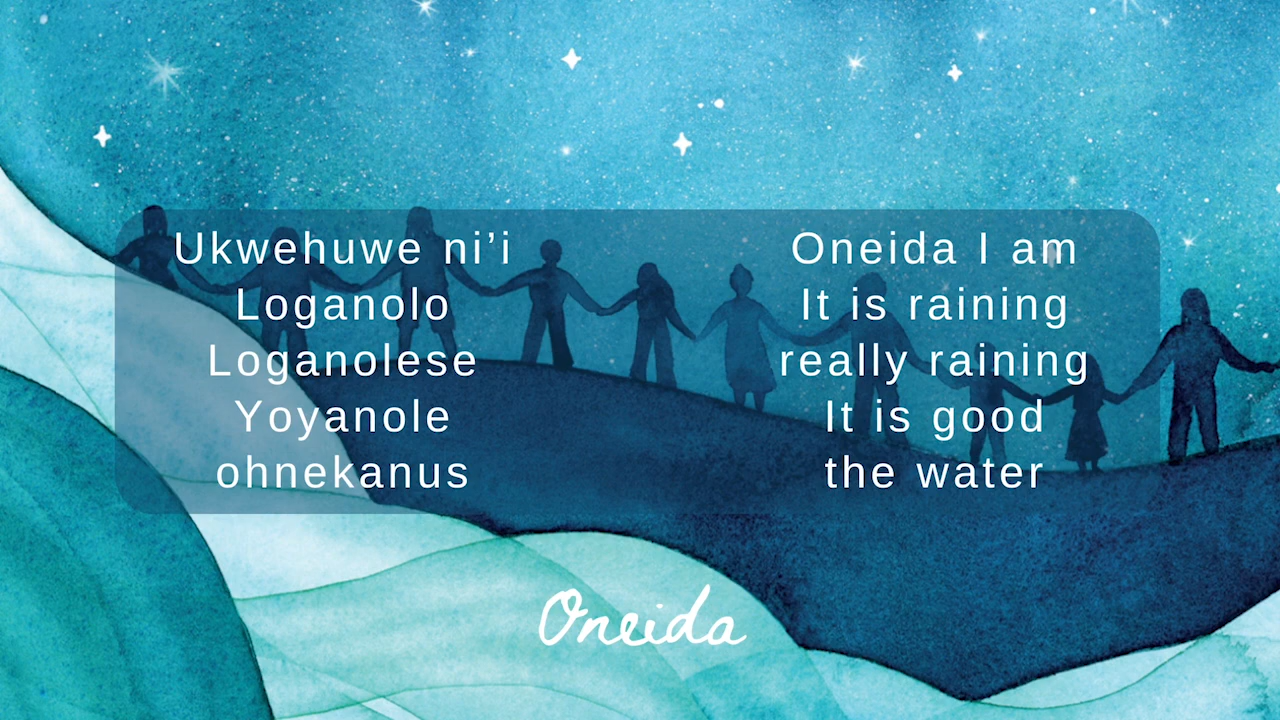 Ukwehuwe ni’i
Loganolo
Loganolese
Yoyanole
ohnekanus
Oneida I am
It is raining
really raining
It is good
the water
Oneida